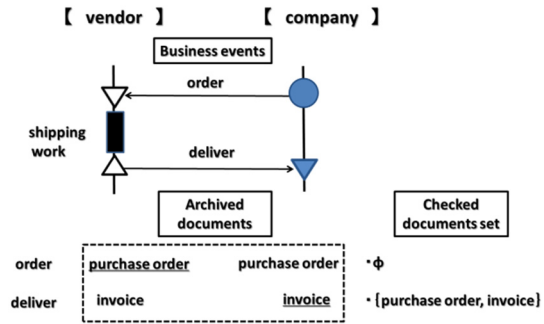 【 vendor 】 【 company 】
Business events
order
shipping
work
deliver
Archived
documents
Checked
documents set
order purchase order purchase order ・ϕ
deliver invoice invoice ・{purchase order, invoice}